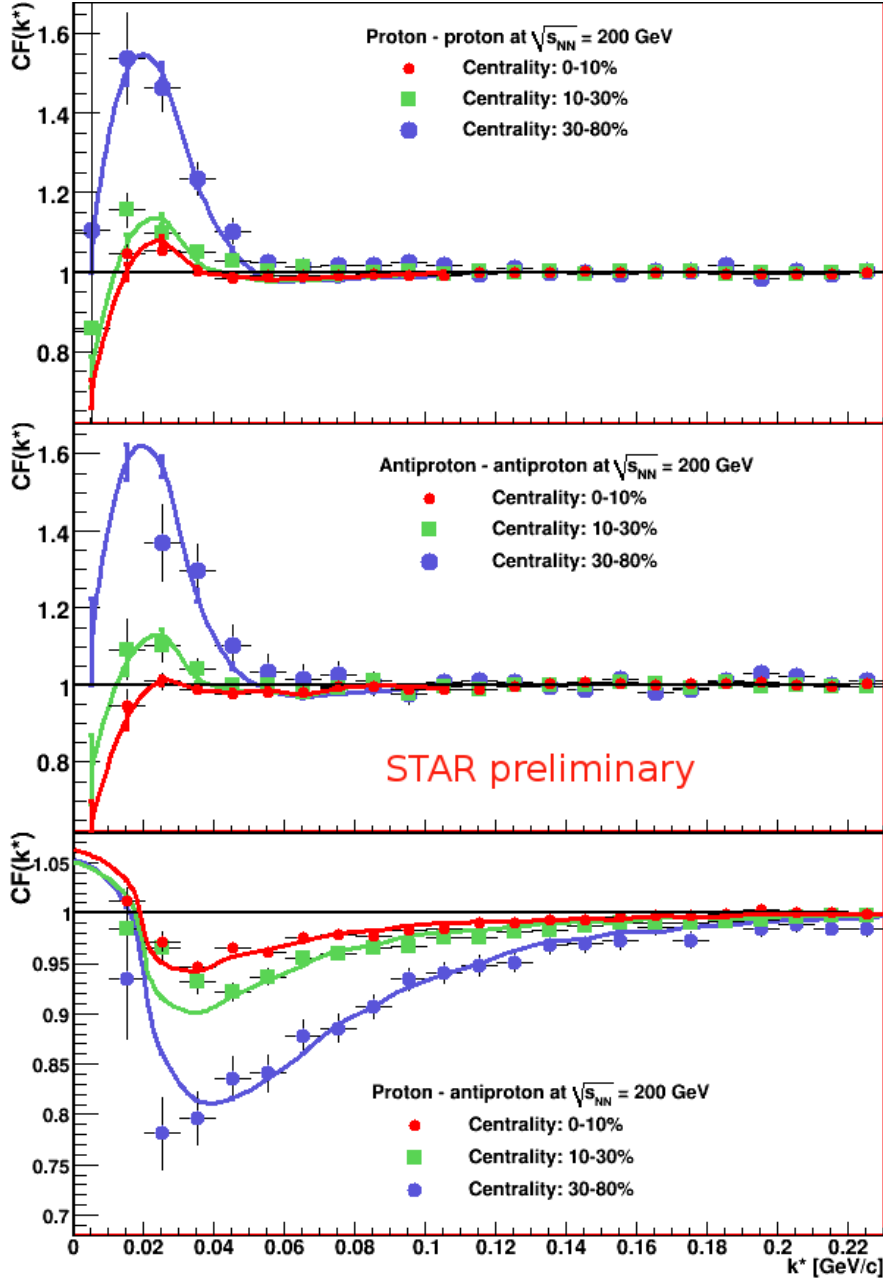 CF(k*)
1.6
1.4
1.2
1
0.8
Proton - proton at √sNN = 200 GeV
Centrality: 0-10%
Centrality: 10-30%
Centrality: 30-80%
CF(k*)
1.6
1.4
1.2
1
0.8
Antiproton - antiproton at √sNN = 200 GeV
Centrality: 0-10%
Centrality: 10-30%
Centrality: 30-80%
STAR preliminary
CF(k*)
1.05
1
0.95
0.9
0.85
0.8
0.75
0.7
Proton - antiproton at √sNN = 200 GeV
Centrality: 0-10%
Centrality: 10-30%
Centrality: 30-80%
0 0.02 0.04 0.06 0.08 0.1 0.12 0.14 0.16 0.18 0.2 0.22
k* [GeV/c]